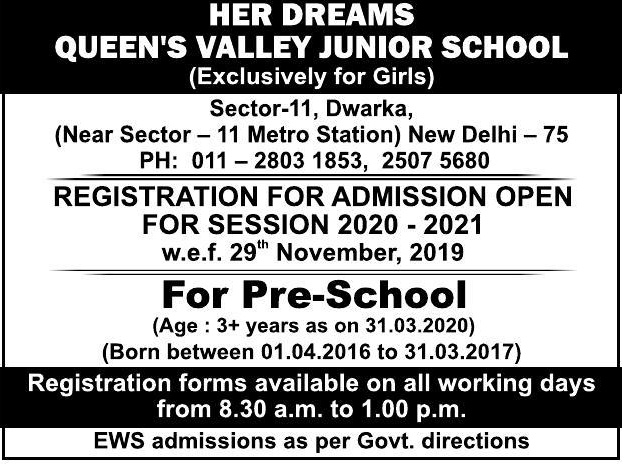 HER DREAMS
QUEEN'S VALLEY JUNIOR SCHOOL
(Exclusively for Girls)
Sector-11, Dwarka,
(Near Sector – 11 Metro Station) New Delhi – 75
PH: 011 – 2803 1853, 2507 5680
REGISTRATION FOR ADMISSION OPEN
FOR SESSION 2020 - 2021
w.e.f. 29th November, 2019
For Pre-School
(Age : 3+ years as on 31.03.2020)
(Born between 01.04.2016 to 31.03.2017)
Registration forms available on all working days
from 8.30 a.m. to 1.00 p.m.
EWS admissions as per Govt. directions